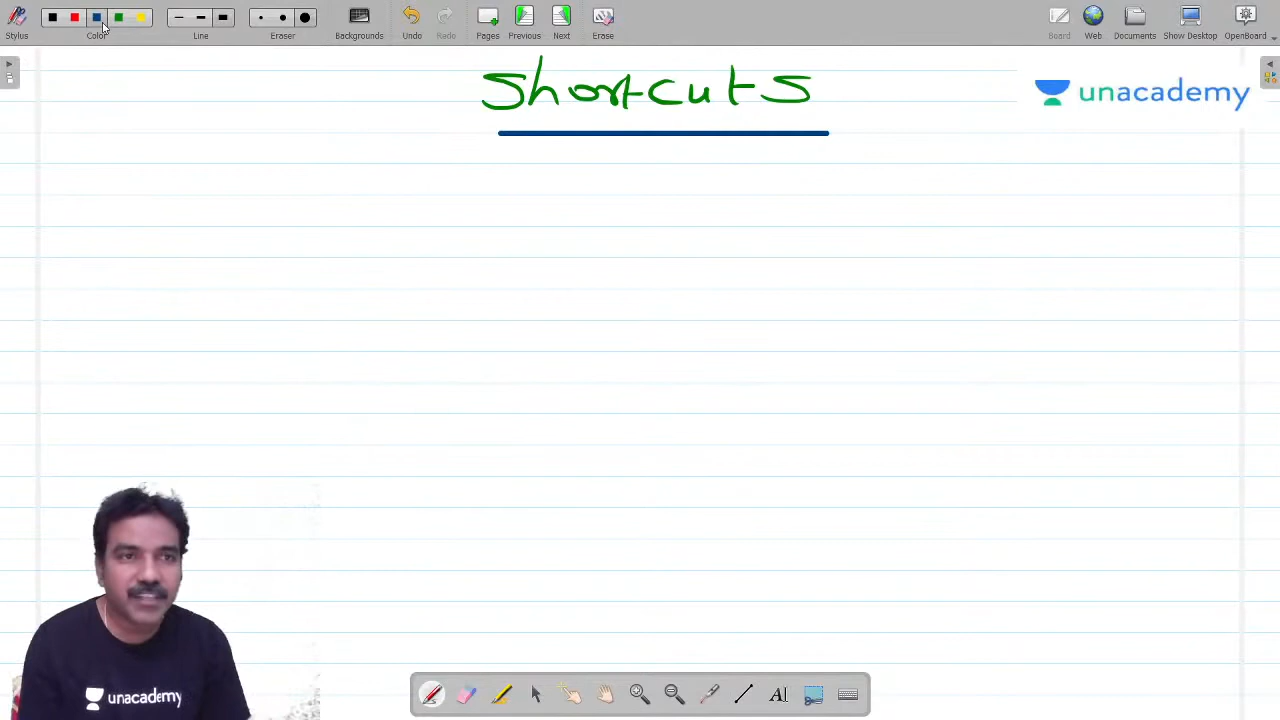 Stylus Color Line Eraser Backgrounds Undo Redo Pages Previous Next Erase Board Web Documents Show Desktop OpenBoard
Shortcuts
unacademy
unacademy
AI